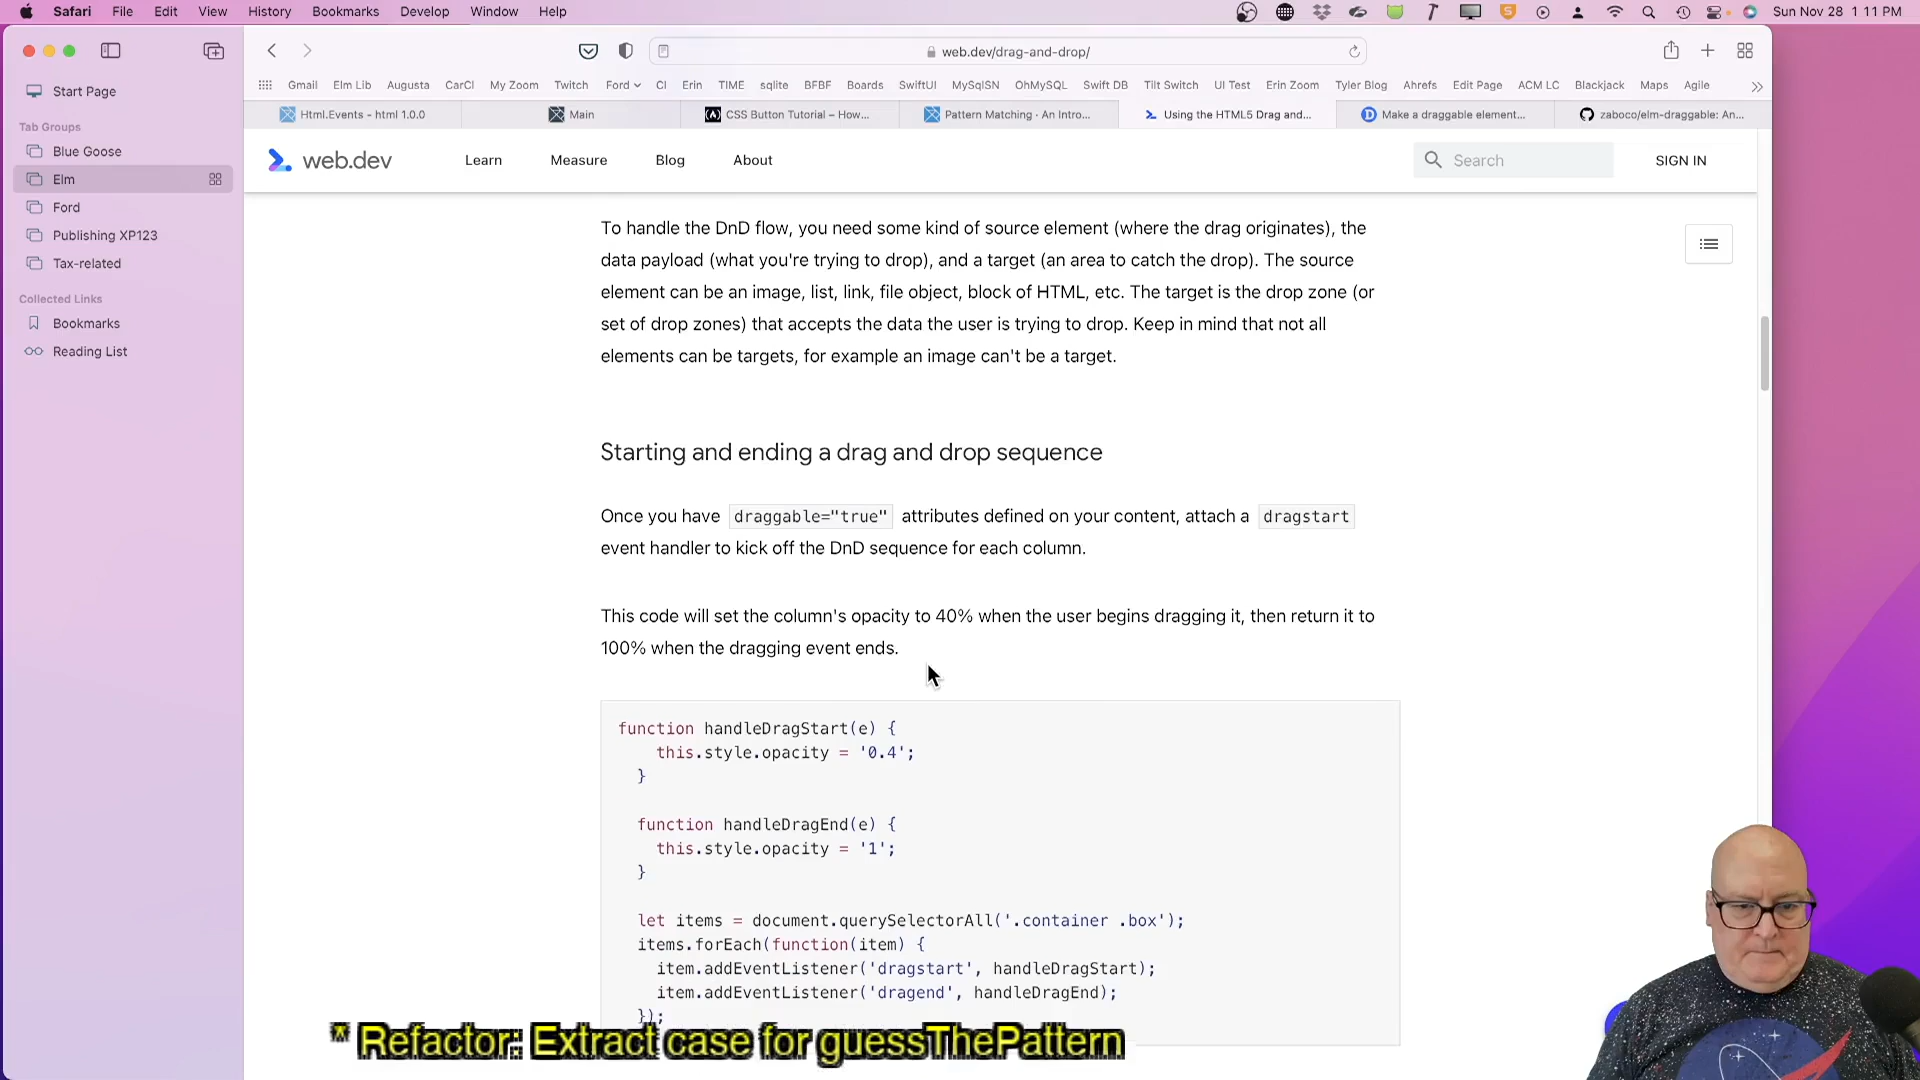 Safari File Edit View History Bookmarks Develop Window Help Sun Nov 28 1 11 PM
web.dev/drag-and-drop/
Gmail Elm Lib Augusta CarCl My Zoom Twitch Ford CI Erin TIME sqlite BFBF Boards SwiftUI MySqlSN OhMySQL Swift DB Tilt Switch UI Test Erin Zoom Tyler Blog Ahrefs Edit Page ACM LC Blackjack Maps Agile
Html.Events - html 1.0.0 Main CSS Button Tutorial – How... Pattern Matching · An Intro... Using the HTML5 Drag and... Make a draggable element... zaboco/elm-draggable: An...
Start Page
Tab Groups
Blue Goose
Elm
Ford
Publishing XP123
Tax-related
Collected Links
Bookmarks
Reading List
web.dev Learn Measure Blog About Search SIGN IN
To handle the DnD flow, you need some kind of source element (where the drag originates), the
data payload (what you're trying to drop), and a target (an area to catch the drop). The source
element can be an image, list, link, file object, block of HTML, etc. The target is the drop zone (or
set of drop zones) that accepts the data the user is trying to drop. Keep in mind that not all
elements can be targets, for example an image can't be a target.
Starting and ending a drag and drop sequence
Once you have draggable="true" attributes defined on your content, attach a dragstart
event handler to kick off the DnD sequence for each column.
This code will set the column's opacity to 40% when the user begins dragging it, then return it to
100% when the dragging event ends.
function handleDragStart(e) {
this.style.opacity = '0.4';
}
function handleDragEnd(e) {
this.style.opacity = '1';
}
let items = document.querySelectorAll('.container .box');
items.forEach(function(item) {
item.addEventListener('dragstart', handleDragStart);
item.addEventListener('dragend', handleDragEnd);
});
* Refactor: Extract case for guessThePattern